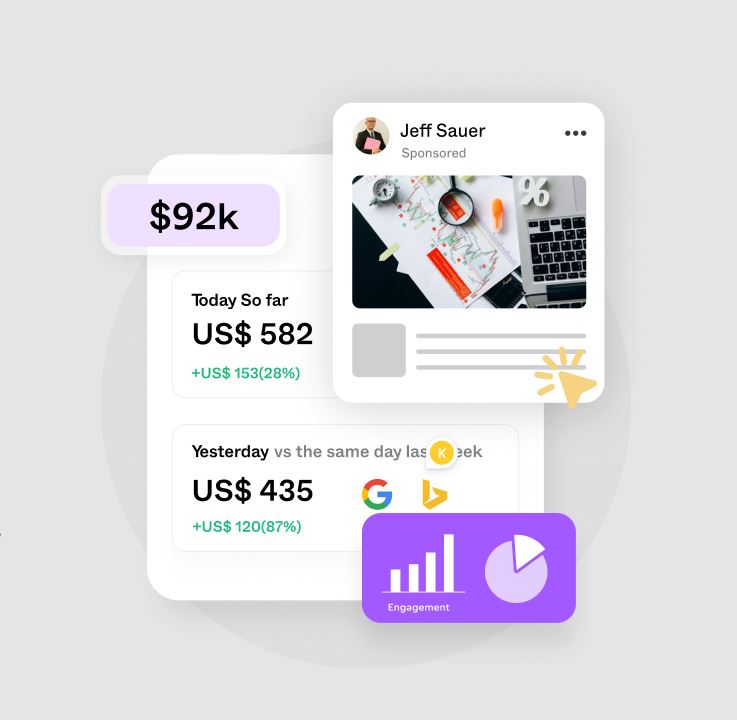 Jeff Sauer
Sponsored
%
$92k
Today So far
US$ 582
+US$ 153(28%)
Yesterday vs the same day las eek
K
US$ 435
+US$ 120(87%)
Engagement